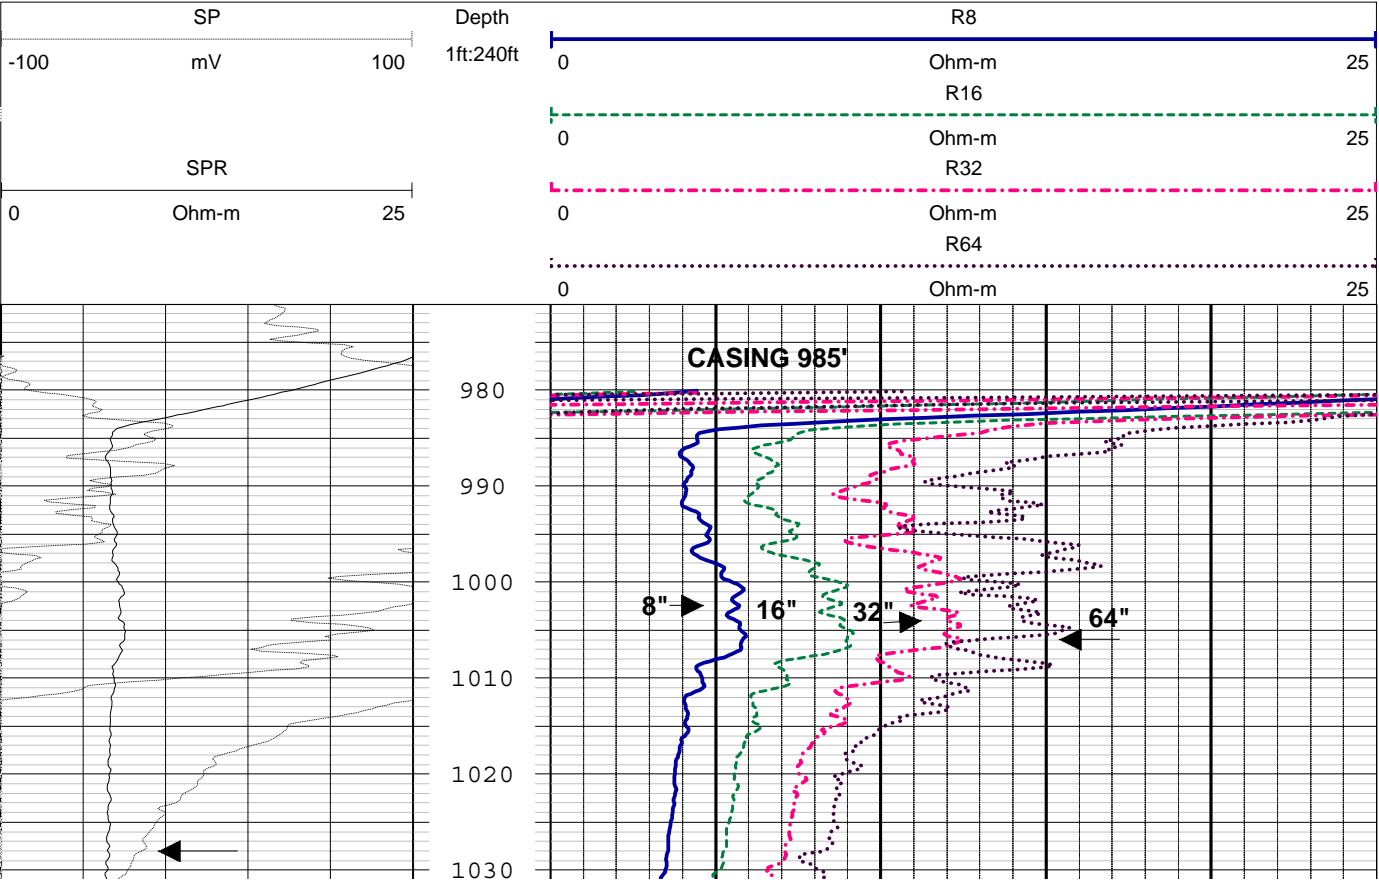 SP
Depth
R8
-100 mV 100
1ft:240ft
0 Ohm-m 25
R16
0 Ohm-m 25
SPR
R32
0 Ohm-m 25
0 Ohm-m 25
R64
0 Ohm-m 25
CASING 985'
980
990
1000
8" 16" 32" 64"
1010
1020
1030